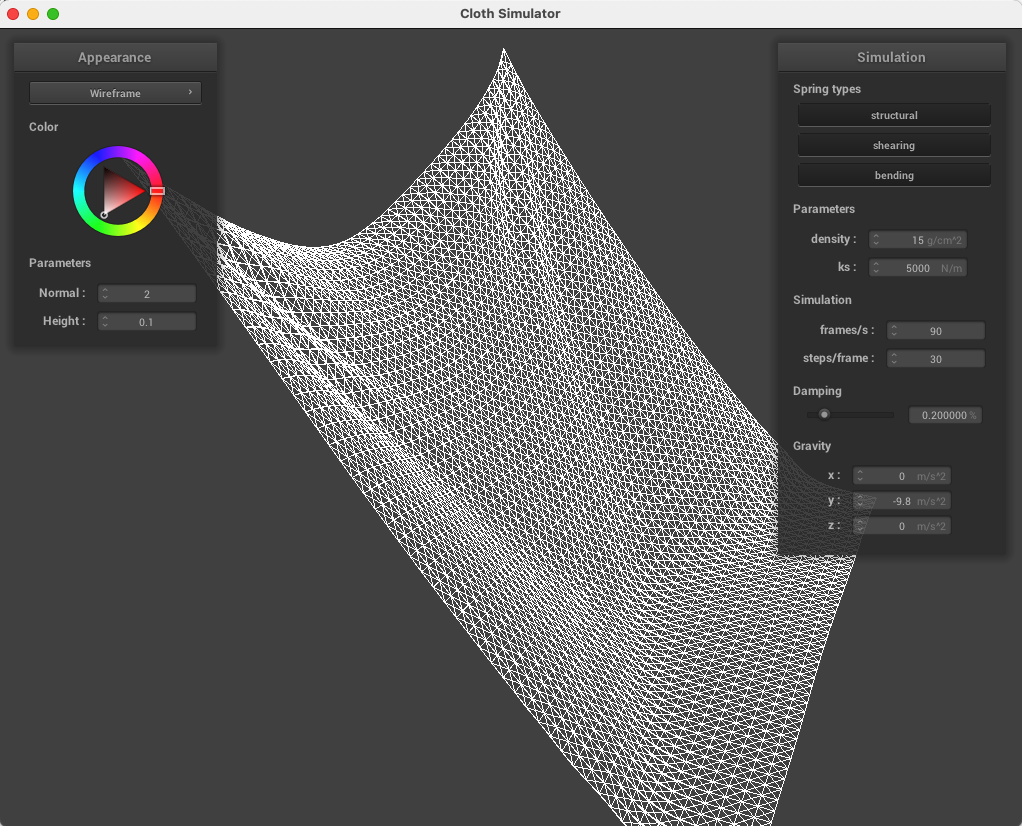 Cloth Simulator
Appearance
Wireframe
Color
Parameters
Normal : 2
Height : 0.1
Simulation
Spring types
structural
shearing
bending
Parameters
density : 15 g/cm^2
ks : 5000 N/m
Simulation
frames/s : 90
steps/frame : 30
Damping
0.200000 %
Gravity
x : 0 m/s^2
y : -9.8 m/s^2
z : 0 m/s^2